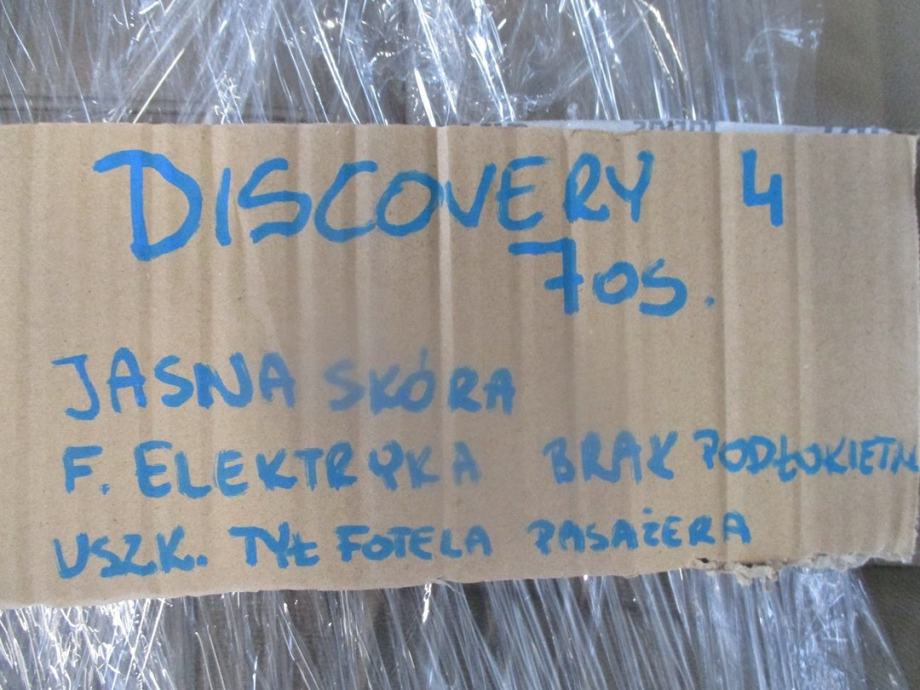 DISCOVERY 4
7os.
JASNA SKÓRA
F. ELEKTRYKA BRAK PODŁOKIETN
USZK. TYŁ FOTELA PASAŻERA